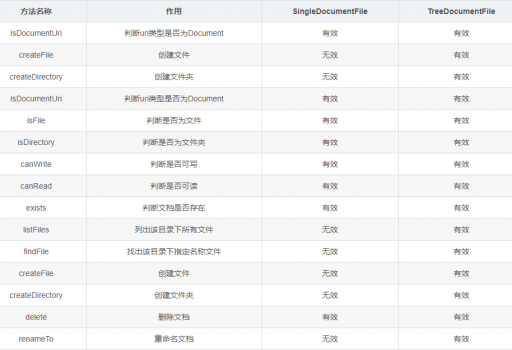 方法名称 作用 SingleDocumentFile TreeDocumentFile
isDocumentUri 判断uri类型是否为Document 有效 有效
createFile 创建文件 无效 有效
createDirectory 创建文件夹 无效 有效
isDocumentUri 判断uri类型是否为Document 有效 有效
isFile 判断是否为文件 有效 有效
isDirectory 判断是否为文件夹 有效 有效
canWrite 判断是否可写 有效 有效
canRead 判断是否可读 有效 有效
exists 判断文档是否存在 有效 有效
listFiles 列出该目录下所有文件 无效 有效
findFile 找出该目录下指定名称文件 无效 有效
createFile 创建文件 无效 有效
createDirectory 创建文件夹 无效 有效
delete 删除文档 有效 有效
renameTo 重命名文档 无效 有效